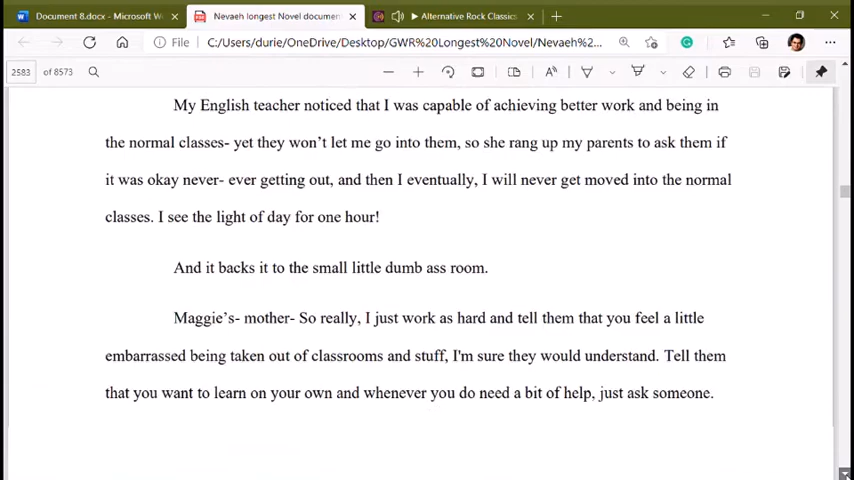 Document 8.docx - Microsoft W
Nevaeh longest Novel documen
Alternative Rock Classics
File
C:/Users/durie/OneDrive/Desktop/GWR%20Longest%20Novel/Nevaeh%2...
2583 of 8573
My English teacher noticed that I was capable of achieving better work and being in
the normal classes- yet they won't let me go into them, so she rang up my parents to ask them if
it was okay never- ever getting out, and then I eventually, I will never get moved into the normal
classes. I see the light of day for one hour!
And it backs it to the small little dumb ass room.
Maggie's- mother- So really, I just work as hard and tell them that you feel a little
embarrassed being taken out of classrooms and stuff, I'm sure they would understand. Tell them
that you want to learn on your own and whenever you do need a bit of help, just ask someone.